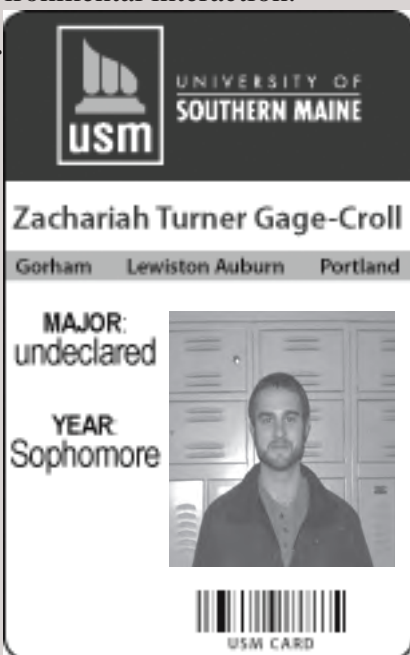 usm
UNIVERSITY OF
SOUTHERN MAINE
Zachariah Turner Gage-Croll
Gorham Lewiston Auburn Portland
MAJOR:
undeclared
YEAR:
Sophomore
USM CARD